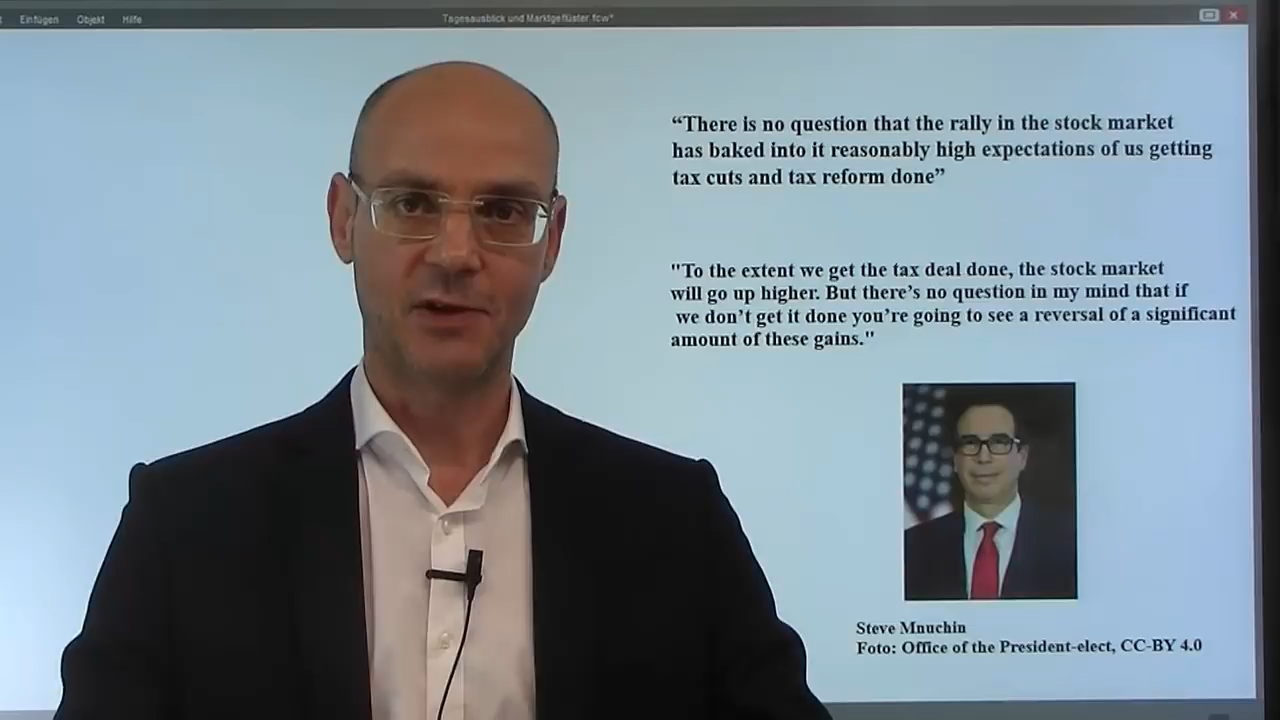 Einfügen Objekt Hilfe Tagesausblick und Marktgeflüster.fcw*
“There is no question that the rally in the stock market
has baked into it reasonably high expectations of us getting
tax cuts and tax reform done”
"To the extent we get the tax deal done, the stock market
will go up higher. But there’s no question in my mind that if
we don’t get it done you’re going to see a reversal of a significant
amount of these gains."
Steve Mnuchin
Foto: Office of the President-elect, CC-BY 4.0